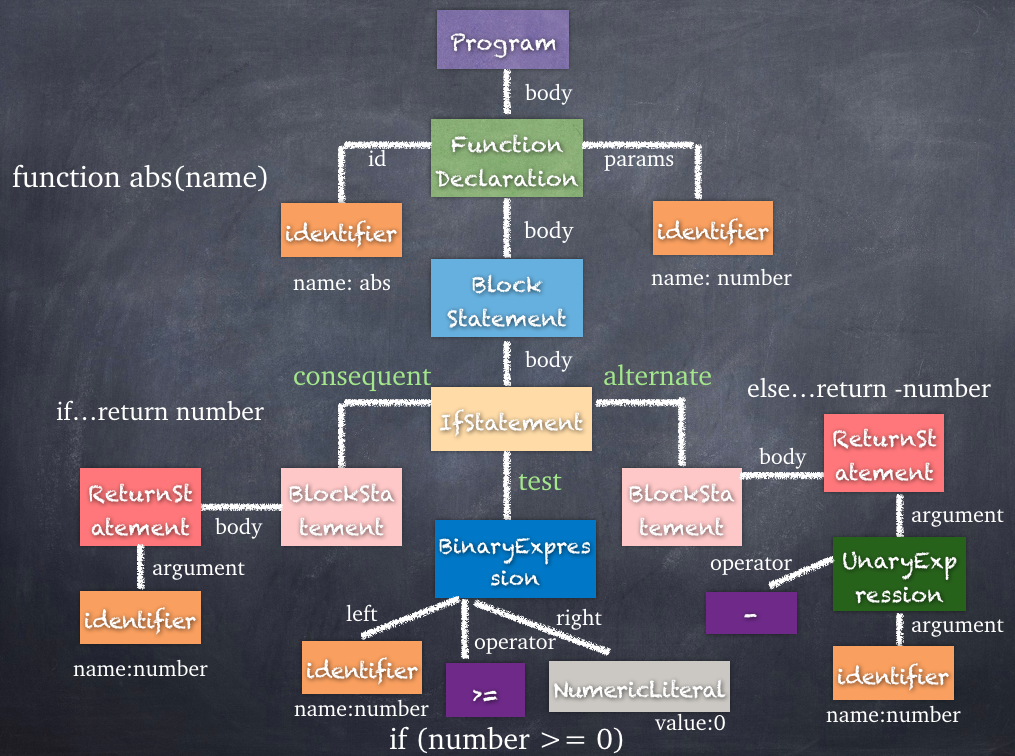 Program
body
Function
Declaration
id
params
function abs(name)
identifier
identifier
name: abs
name: number
body
Block
Statement
body
consequent
alternate
IfStatement
if...return number
else...return -number
ReturnSt
atement
body
BlockSta
tement
test
BlockSta
tement
body
ReturnSt
atement
argument
identifier
name:number
BinaryExpres
sion
left
operator
right
identifier
name:number
>=
NumericLiteral
value:0
if (number >= 0)
argument
operator
-
UnaryExp
ression
argument
identifier
name:number